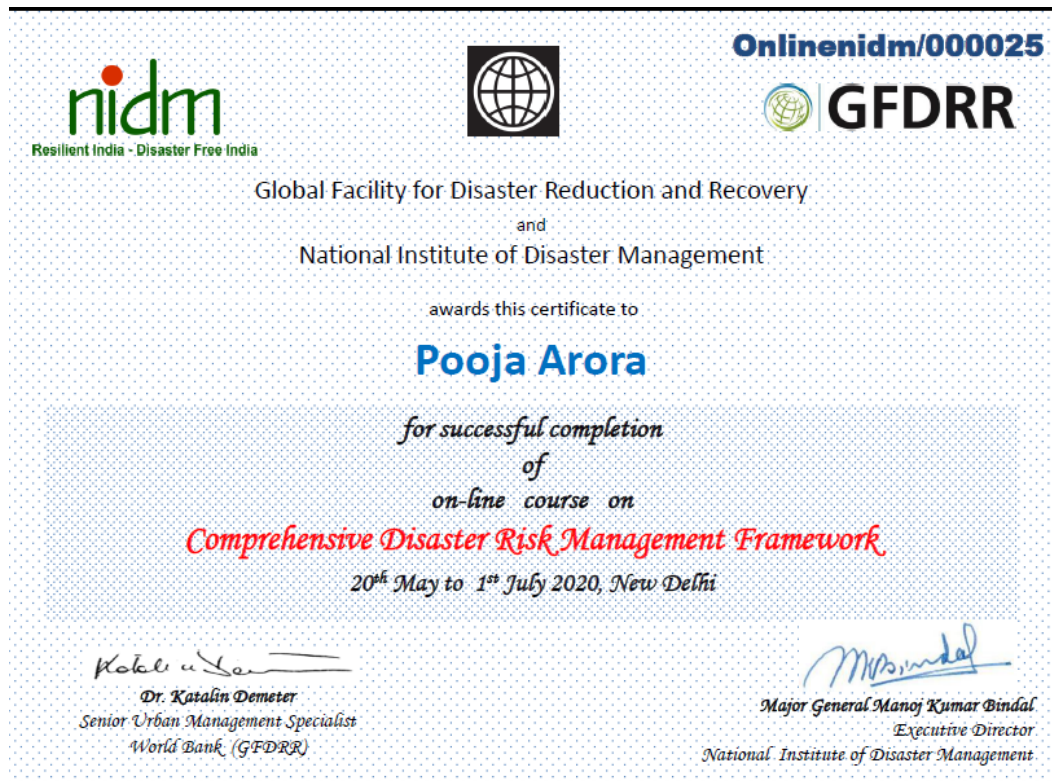 Onlinenidm/000025
nidm
Resilient India - Disaster Free India
GFDRR
Global Facility for Disaster Reduction and Recovery
and
National Institute of Disaster Management
awards this certificate to
Pooja Arora
for successful completion
of
on-line course on
Comprehensive Disaster Risk Management Framework
20th May to 1st July 2020, New Delhi
Dr. Katalin Demeter
Senior Urban Management Specialist
World Bank (GFDRR)
MKBindal
Major General Manoj Kumar Bindal
Executive Director
National Institute of Disaster Management